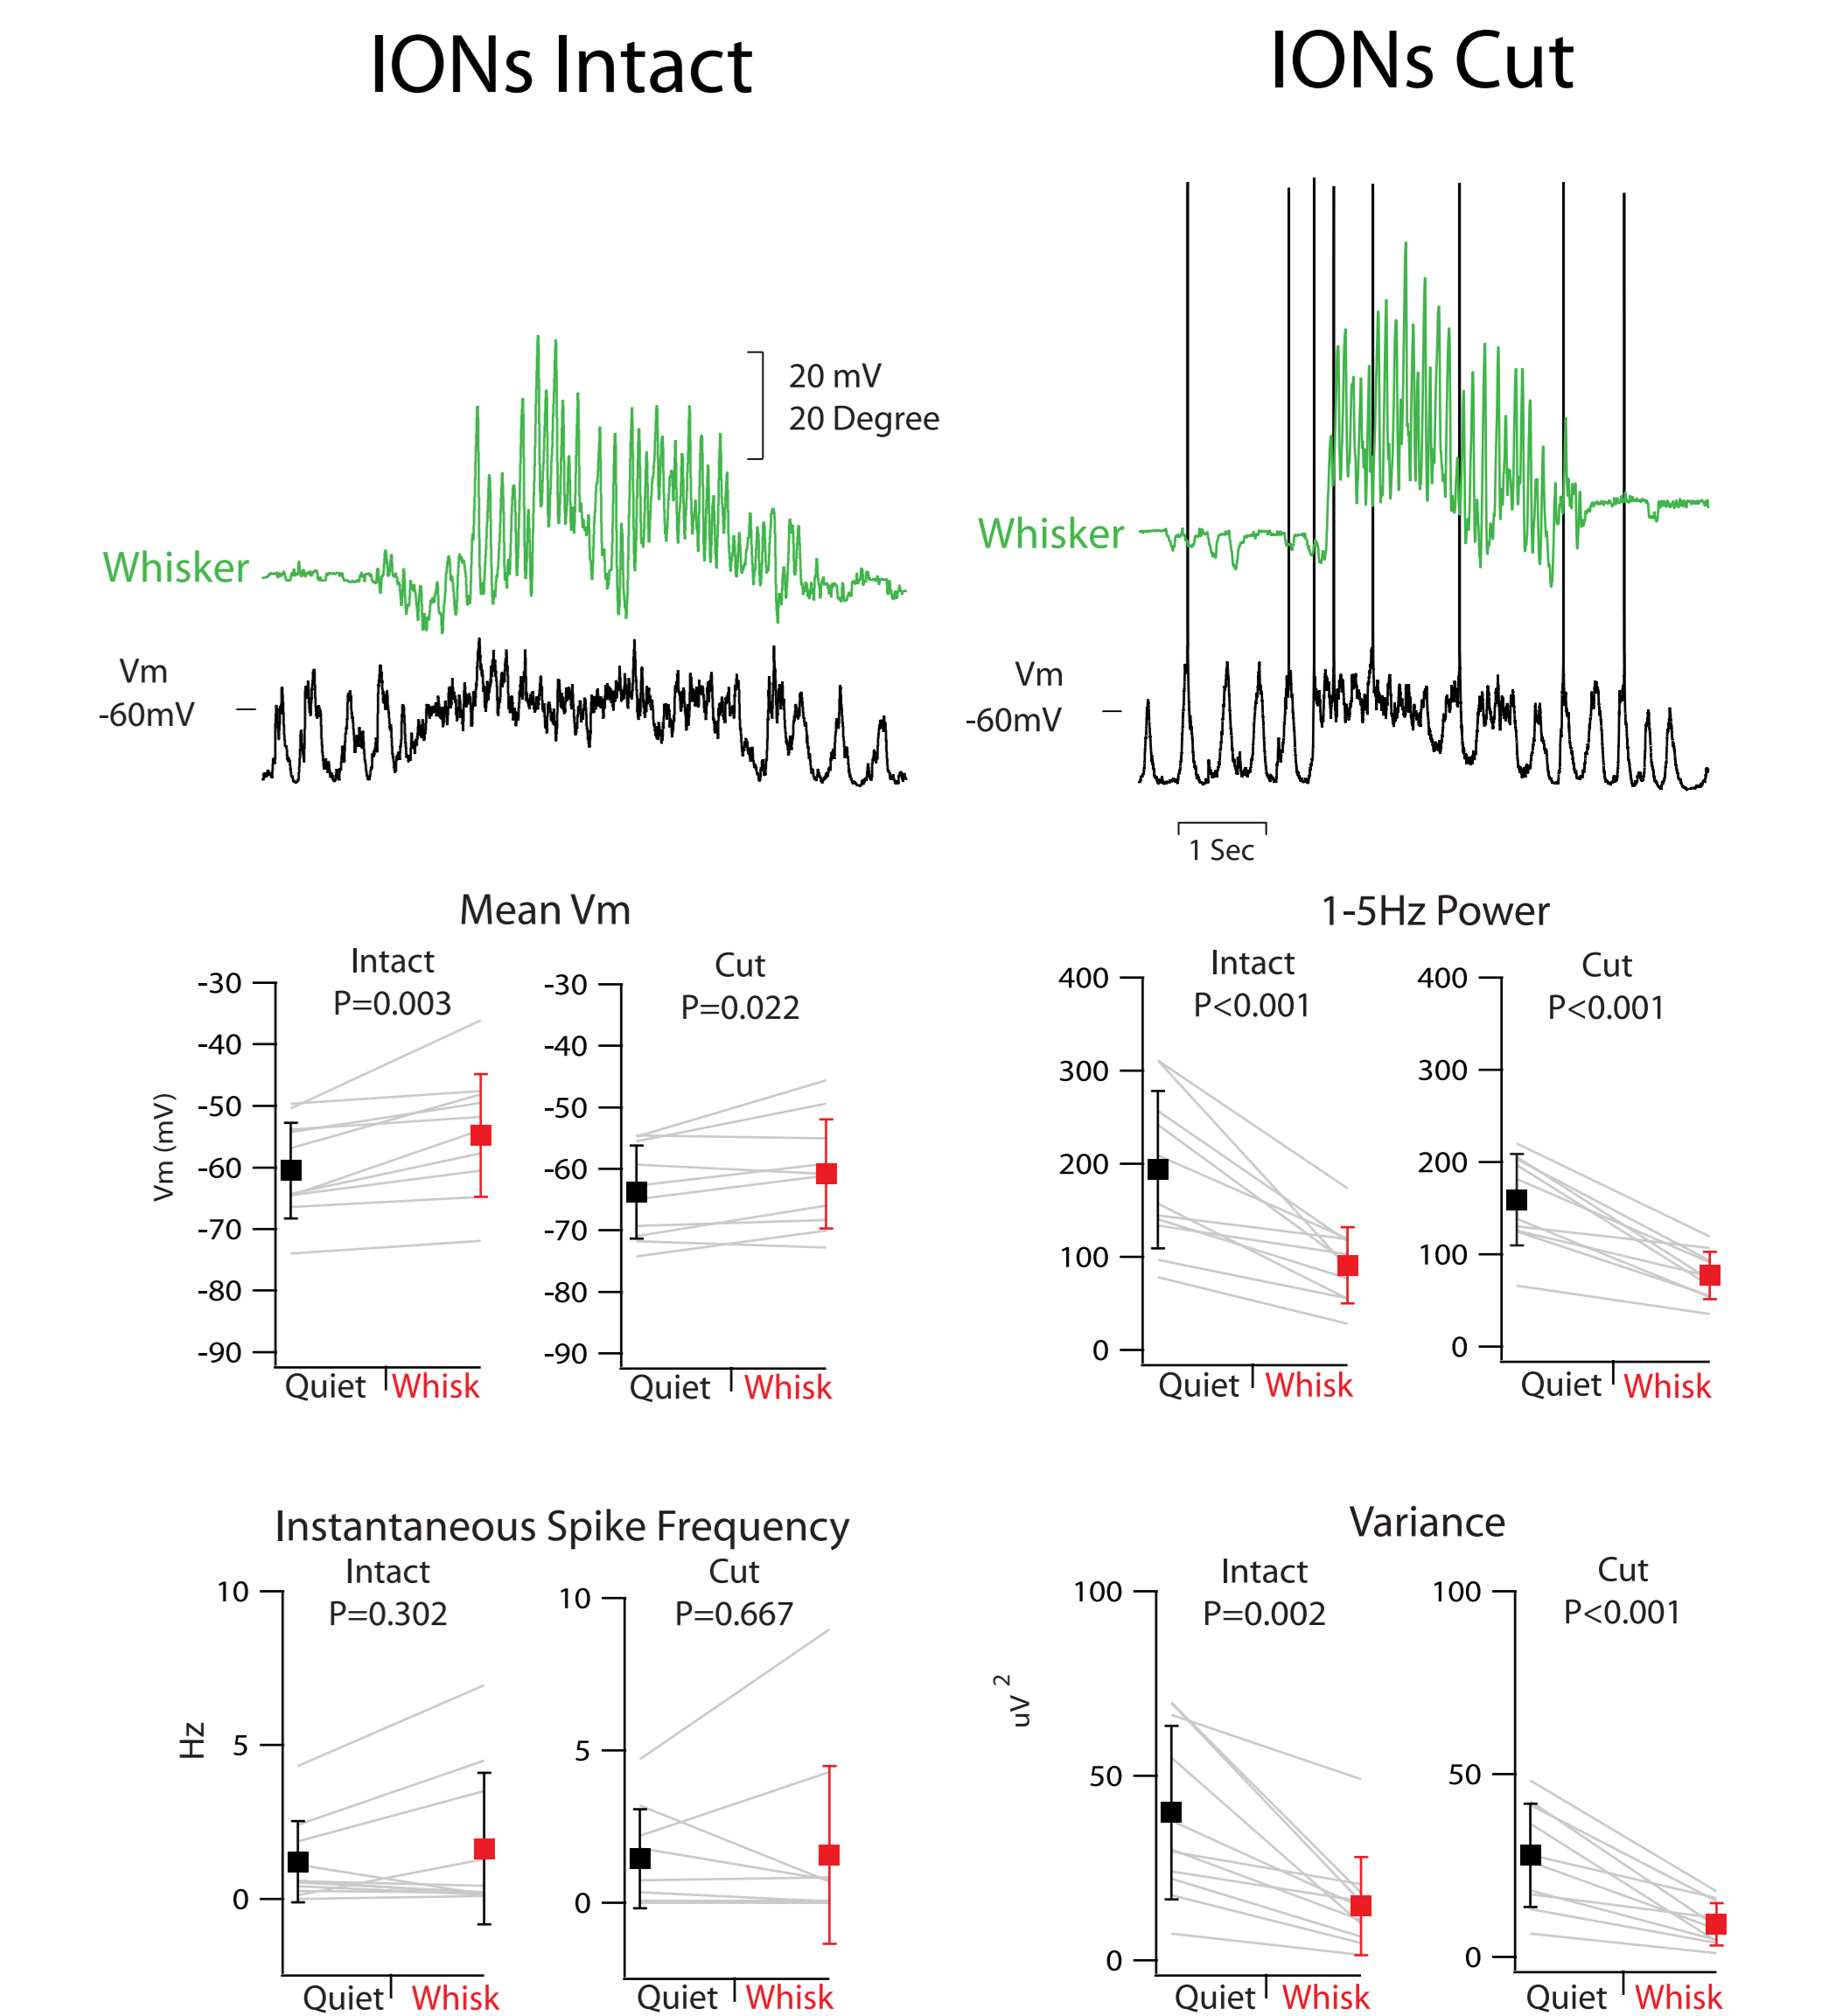 IONs Intact
IONs Cut
20 mV
20 Degree
Whisker
Whisker
Vm
-60mV
Vm
-60mV
1 Sec
Mean Vm
Intact
P=0.003
Cut
P=0.022
Vm (mV)
-30
-40
-50
-60
-70
-80
-90
Quiet
Whisk
-30
-40
-50
-60
-70
-80
-90
Quiet
Whisk
1-5Hz Power
Intact
P<0.001
Cut
P<0.001
400
300
200
100
0
Quiet
Whisk
400
300
200
100
0
Quiet
Whisk
Instantaneous Spike Frequency
Intact
P=0.302
Cut
P=0.667
Hz
10
5
0
Quiet
Whisk
10
5
0
Quiet
Whisk
Variance
Intact
P=0.002
Cut
P<0.001
uV 2
100
50
0
Quiet
Whisk
100
50
0
Quiet
Whisk